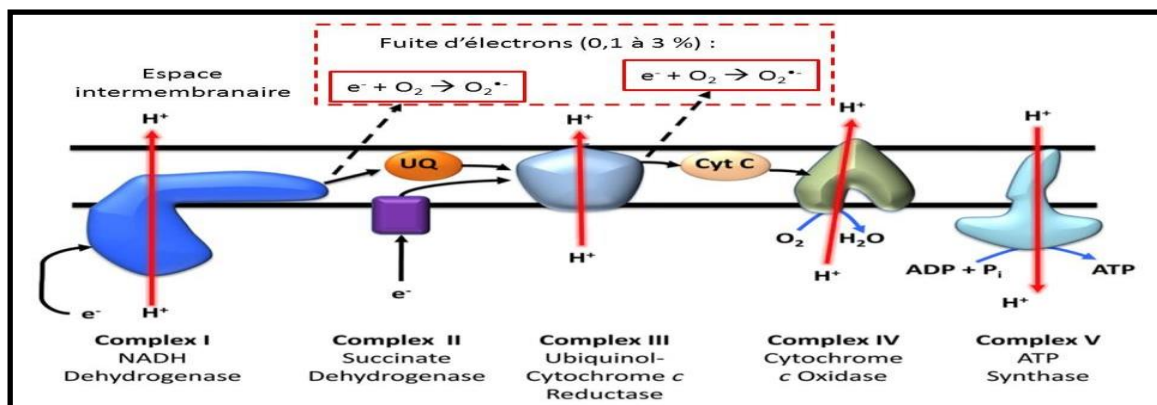 Fuite d'électrons (0,1 à 3 %) :
e⁻ + O₂ → O₂•⁻
e⁻ + O₂ → O₂•⁻
Espace
intermembranaire
H⁺
H⁺
H⁺
H⁺
UQ
Cyt C
O₂
H₂O
ADP + Pᵢ
ATP
e⁻
H⁺
e⁻
H⁺
H⁺
H⁺
Complex I
NADH
Dehydrogenase
Complex II
Succinate
Dehydrogenase
Complex III
Ubiquinol-
Cytochrome c
Reductase
Complex IV
Cytochrome
c Oxidase
Complex V
ATP
Synthase